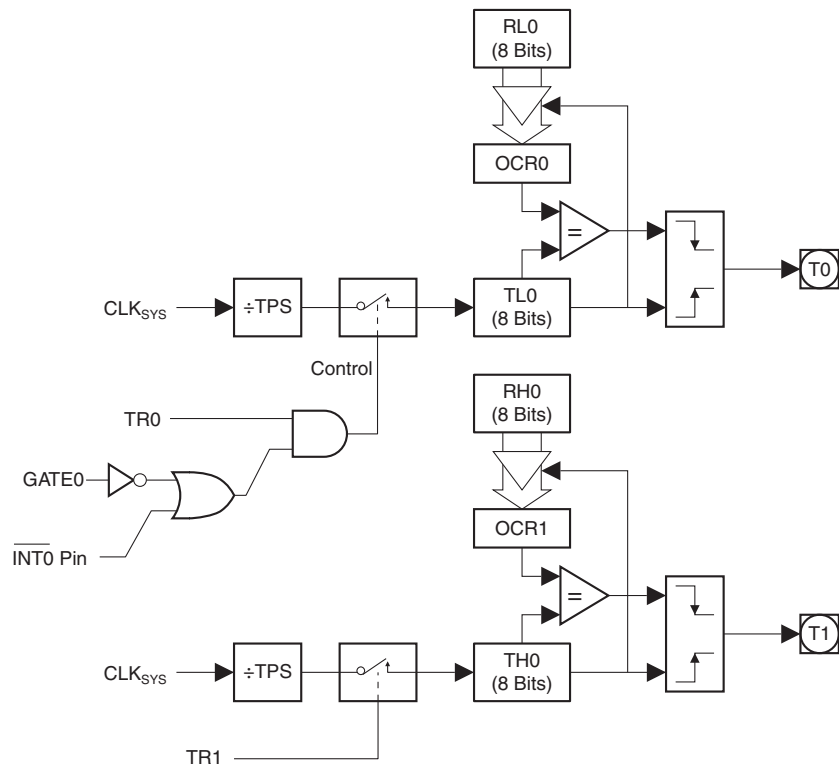 RL0
(8 Bits)
OCR0
=
T0
CLKSYS
÷TPS
TL0
(8 Bits)
Control
TR0
RH0
(8 Bits)
GATE0
INT0 Pin
OCR1
=
T1
CLKSYS
÷TPS
TH0
(8 Bits)
TR1